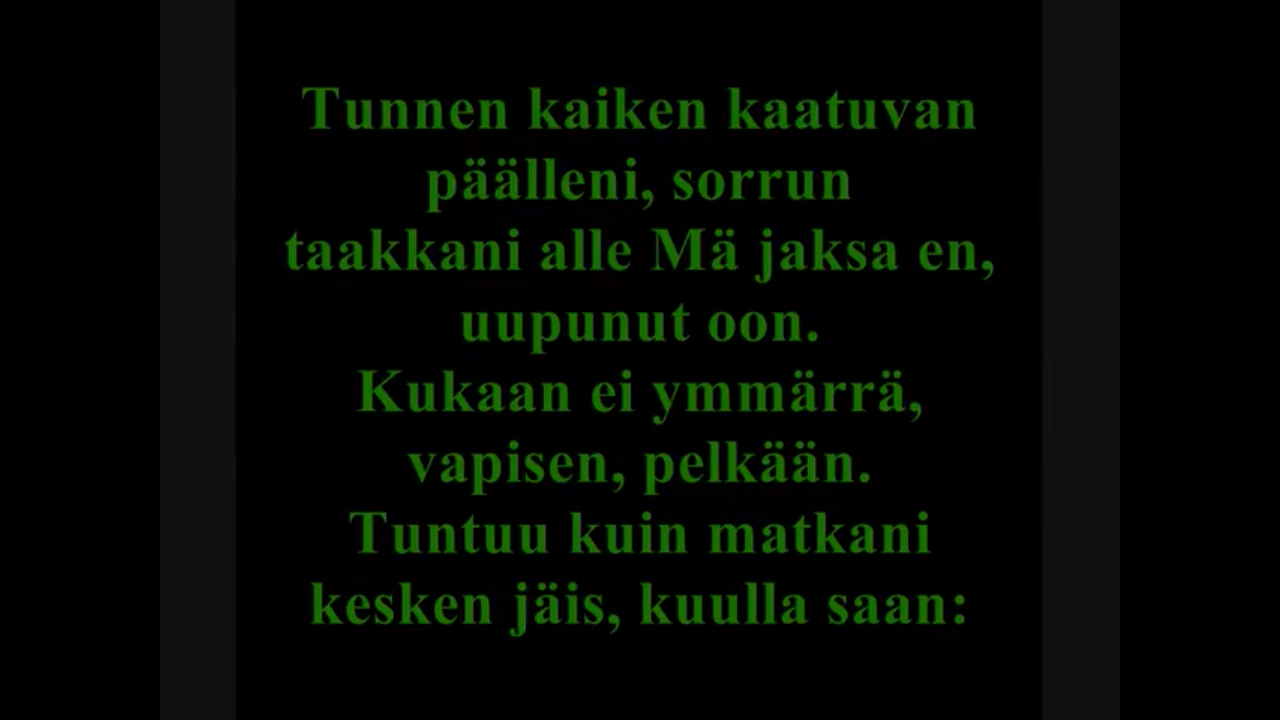 Tunnen kaiken kaatuvan
päälleni, sorrun
taakkani alle Mä jaksa en,
uupunut oon.
Kukaan ei ymmärrä,
vapisen, pelkään.
Tuntuu kuin matkani
kesken jäis, kuulla saan: